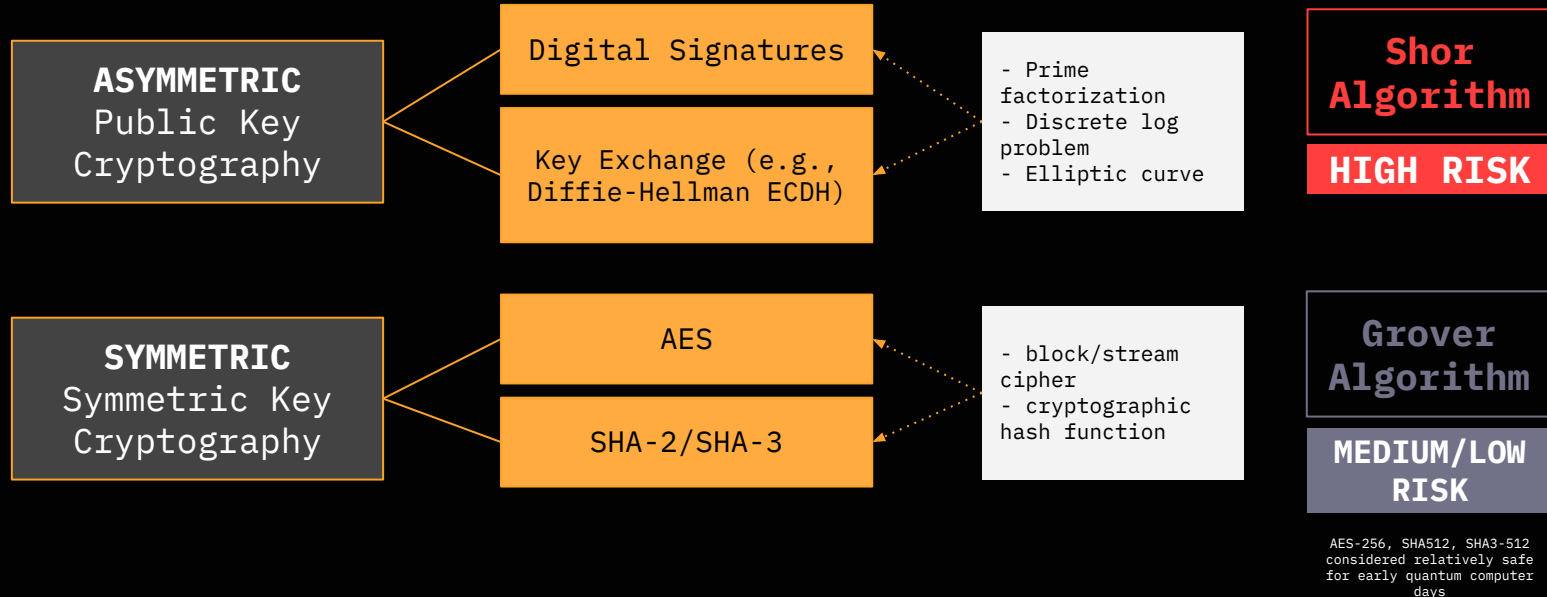 ASYMMETRIC
Public Key
Cryptography
Digital Signatures
Key Exchange (e.g.,
Diffie-Hellman ECDH)
- Prime
factorization
- Discrete log
problem
- Elliptic curve
Shor
Algorithm
HIGH RISK
SYMMETRIC
Symmetric Key
Cryptography
AES
SHA-2/SHA-3
- block/stream
cipher
- cryptographic
hash function
Grover
Algorithm
MEDIUM/LOW
RISK
AES-256, SHA512, SHA3-512
considered relatively safe
for early quantum computer
days